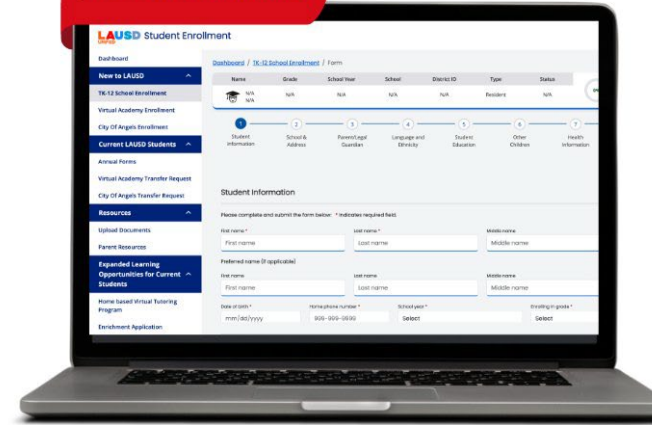 LAUSD Student Enrollment
UNIFIED
Dashboard
New to LAUSD
TK-12 School Enrollment
Virtual Academy Enrollment
City Of Angels Enrollment
Current LAUSD Students
Annual Forms
Virtual Academy Transfer Request
City Of Angels Transfer Request
Resources
Upload Documents
Parent Resources
Expanded Learning
Opportunities for Current
Students
Home based Virtual Tutoring
Program
Enrichment Application
Dashboard / TK-12 School Enrollment / Form
Name Grade School Year School District ID Type Status
N/A N/A N/A N/A N/A Resident N/A
N/A
1 2 3 4 5 6 7
Student Information
School & Address
Parent/Legal Guardian
Language and Ethnicity
Student Education
Other Children
Health Information
Student Information
Please complete and submit the form below: * Indicates required field.
First name * Last name * Middle name
First name Last name Middle name
Preferred name (if applicable)
First name Last name Middle name
First name Last name Middle name
Date of birth * Home phone number * School year * Enrolling in grade *
mm/dd/yyyy 999-999-9999 Select Select